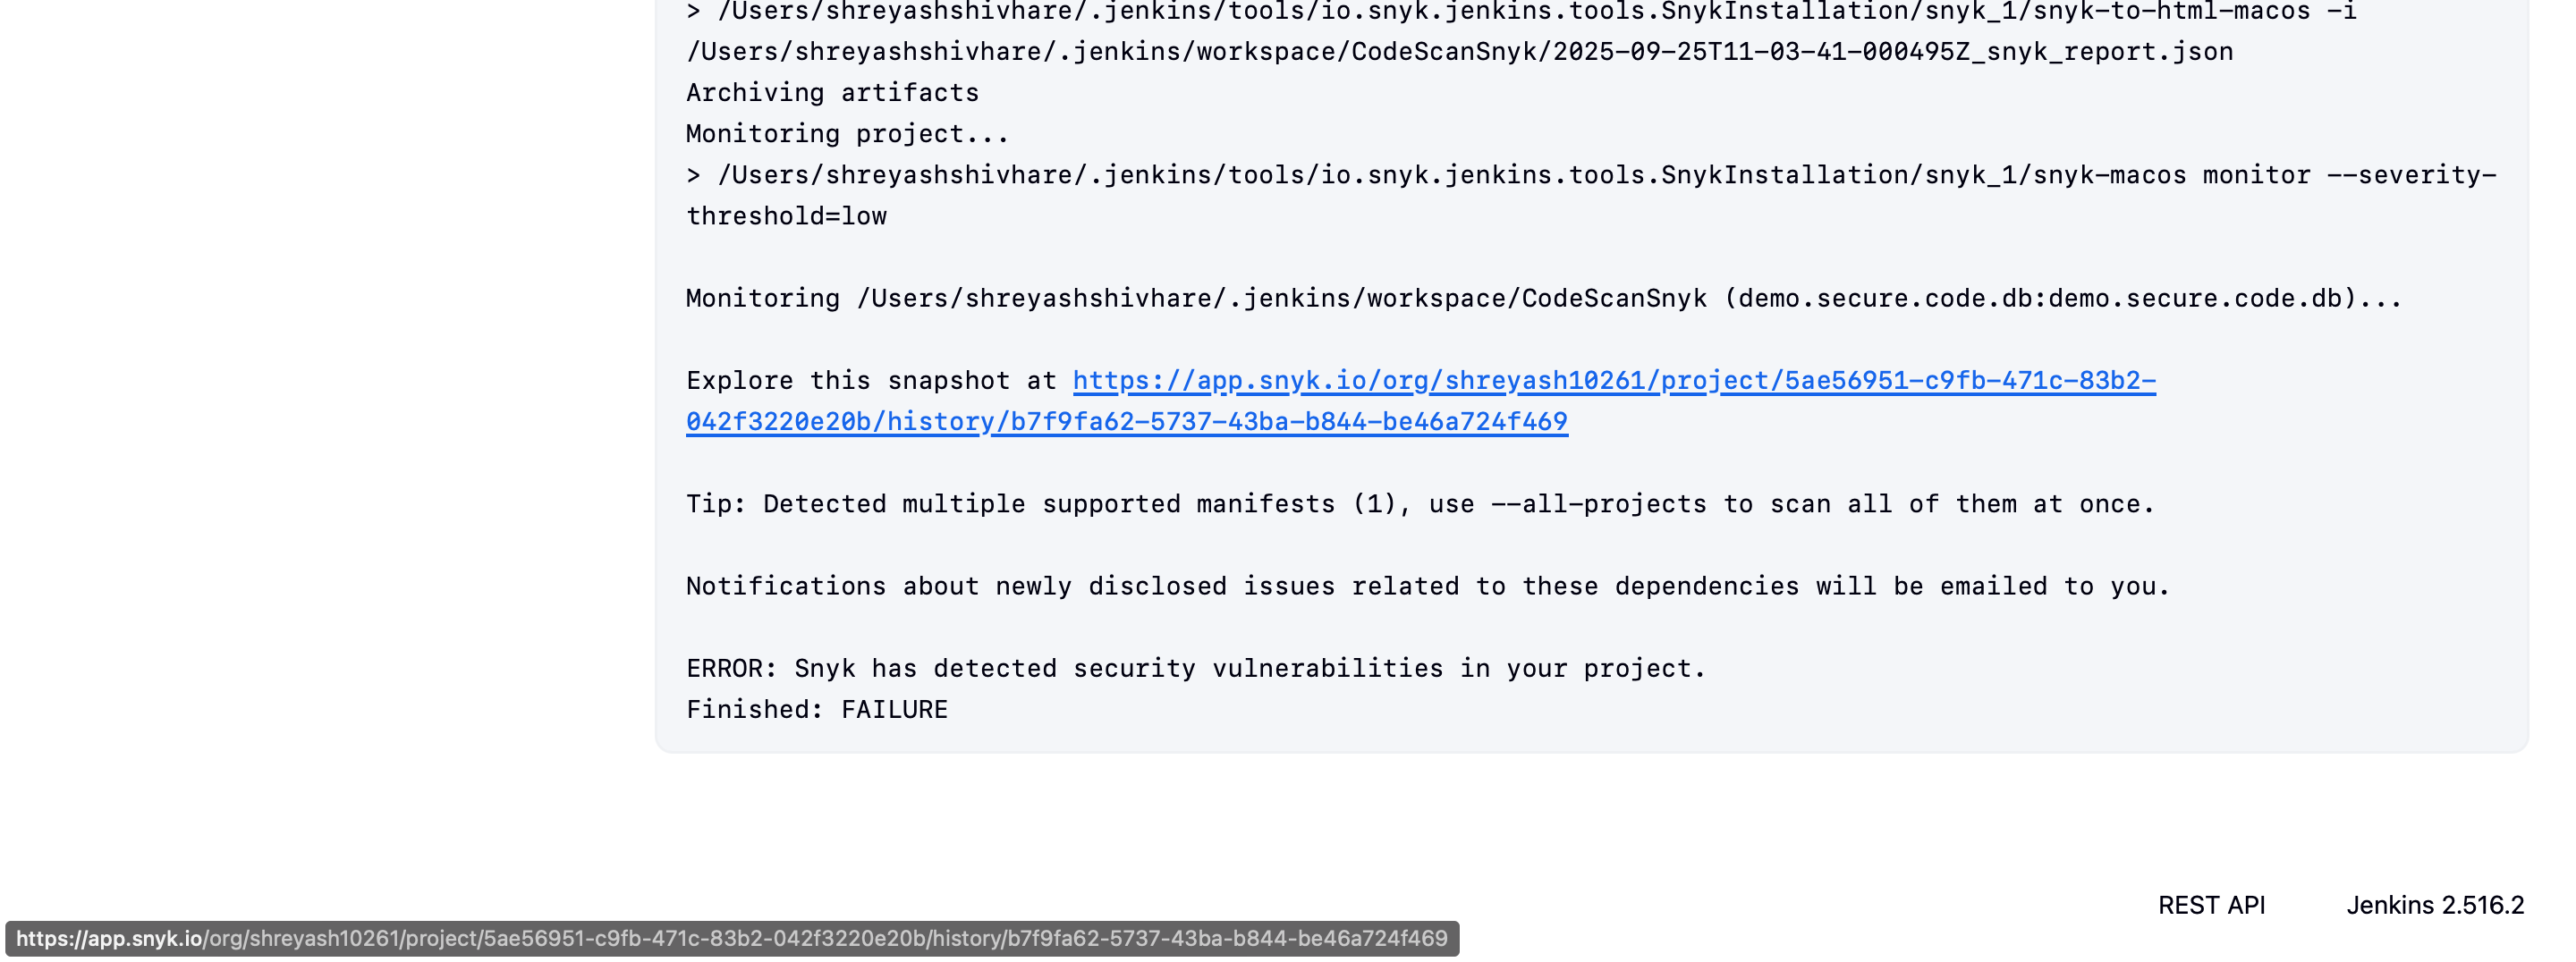 > /Users/shreyashshivhare/.jenkins/tools/io.snyk.jenkins.tools.SnykInstallation/snyk_1/snyk-to-html-macos -i
/Users/shreyashshivhare/.jenkins/workspace/CodeScanSnyk/2025-09-25T11-03-41-000495Z_snyk_report.json
Archiving artifacts
Monitoring project...
> /Users/shreyashshivhare/.jenkins/tools/io.snyk.jenkins.tools.SnykInstallation/snyk_1/snyk-macos monitor --severity-
threshold=low
Monitoring /Users/shreyashshivhare/.jenkins/workspace/CodeScanSnyk (demo.secure.code.db:demo.secure.code.db)...
Explore this snapshot at https://app.snyk.io/org/shreyash10261/project/5ae56951-c9fb-471c-83b2-
042f3220e20b/history/b7f9fa62-5737-43ba-b844-be46a724f469
Tip: Detected multiple supported manifests (1), use --all-projects to scan all of them at once.
Notifications about newly disclosed issues related to these dependencies will be emailed to you.
ERROR: Snyk has detected security vulnerabilities in your project.
Finished: FAILURE
REST API Jenkins 2.516.2
https://app.snyk.io/org/shreyash10261/project/5ae56951-c9fb-471c-83b2-042f3220e20b/history/b7f9fa62-5737-43ba-b844-be46a724f469